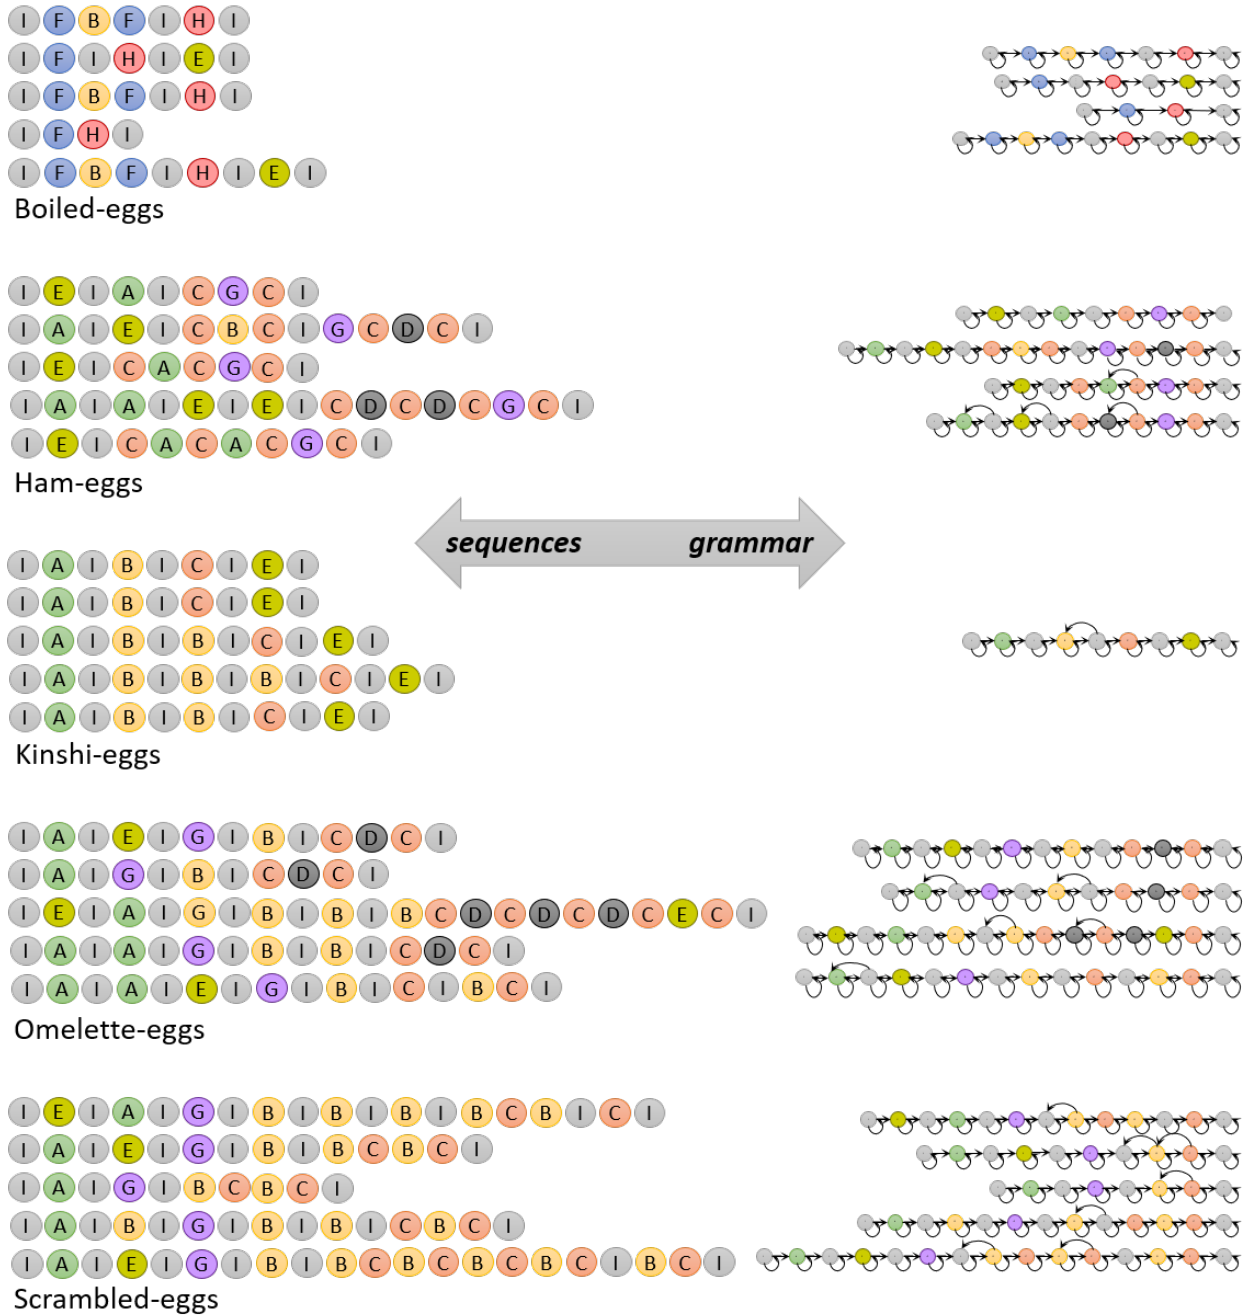 I F B F I H I
I F I H I E I
I F B F I H I
I F H I
I F B F I H I E I
Boiled-eggs
I E I A I C G C I
I A I E I C B C I G C D C I
I E I C A C G C I
I A I A I E I E I C D C D C G C I
I E I C A C A C G C I
Ham-eggs
sequences grammar
I A I B I C I E I
I A I B I C I E I
I A I B I B I C I E I
I A I B I B I B I C I E I
I A I B I B I C I E I
Kinshi-eggs
I A I E I G I B I C D C I
I A I G I B I C D C I
I E I A I G I B I B I B C D C D C D C E C I
I A I A I G I B I B I C D C I
I A I A I E I G I B I C I B C I
Omelette-eggs
I E I A I G I B I B I B I B C B I C I
I A I E I G I B I B C B C I
I A I G I B C B C I
I A I B I G I B I B I C B C I
I A I E I G I B I B C B C B C B C I B C I
Scrambled-eggs